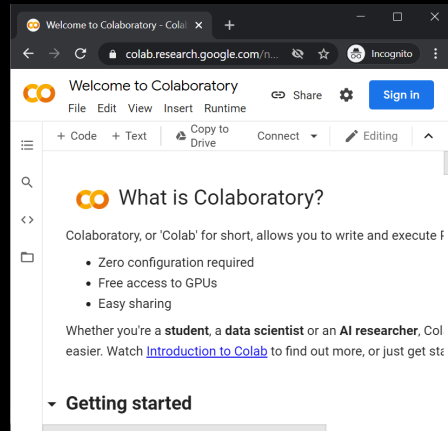 Welcome to Colaboratory - Cola
colab.research.google.com/n...
Incognito
Welcome to Colaboratory
Share
Sign in
File Edit View Insert Runtime
+ Code + Text
Copy to
Drive
Connect
Editing
What is Colaboratory?
Colaboratory, or 'Colab' for short, allows you to write and execute
Zero configuration required
Free access to GPUs
Easy sharing
Whether you're a student, a data scientist or an AI researcher, Col
easier. Watch Introduction to Colab to find out more, or just get sta
Getting started